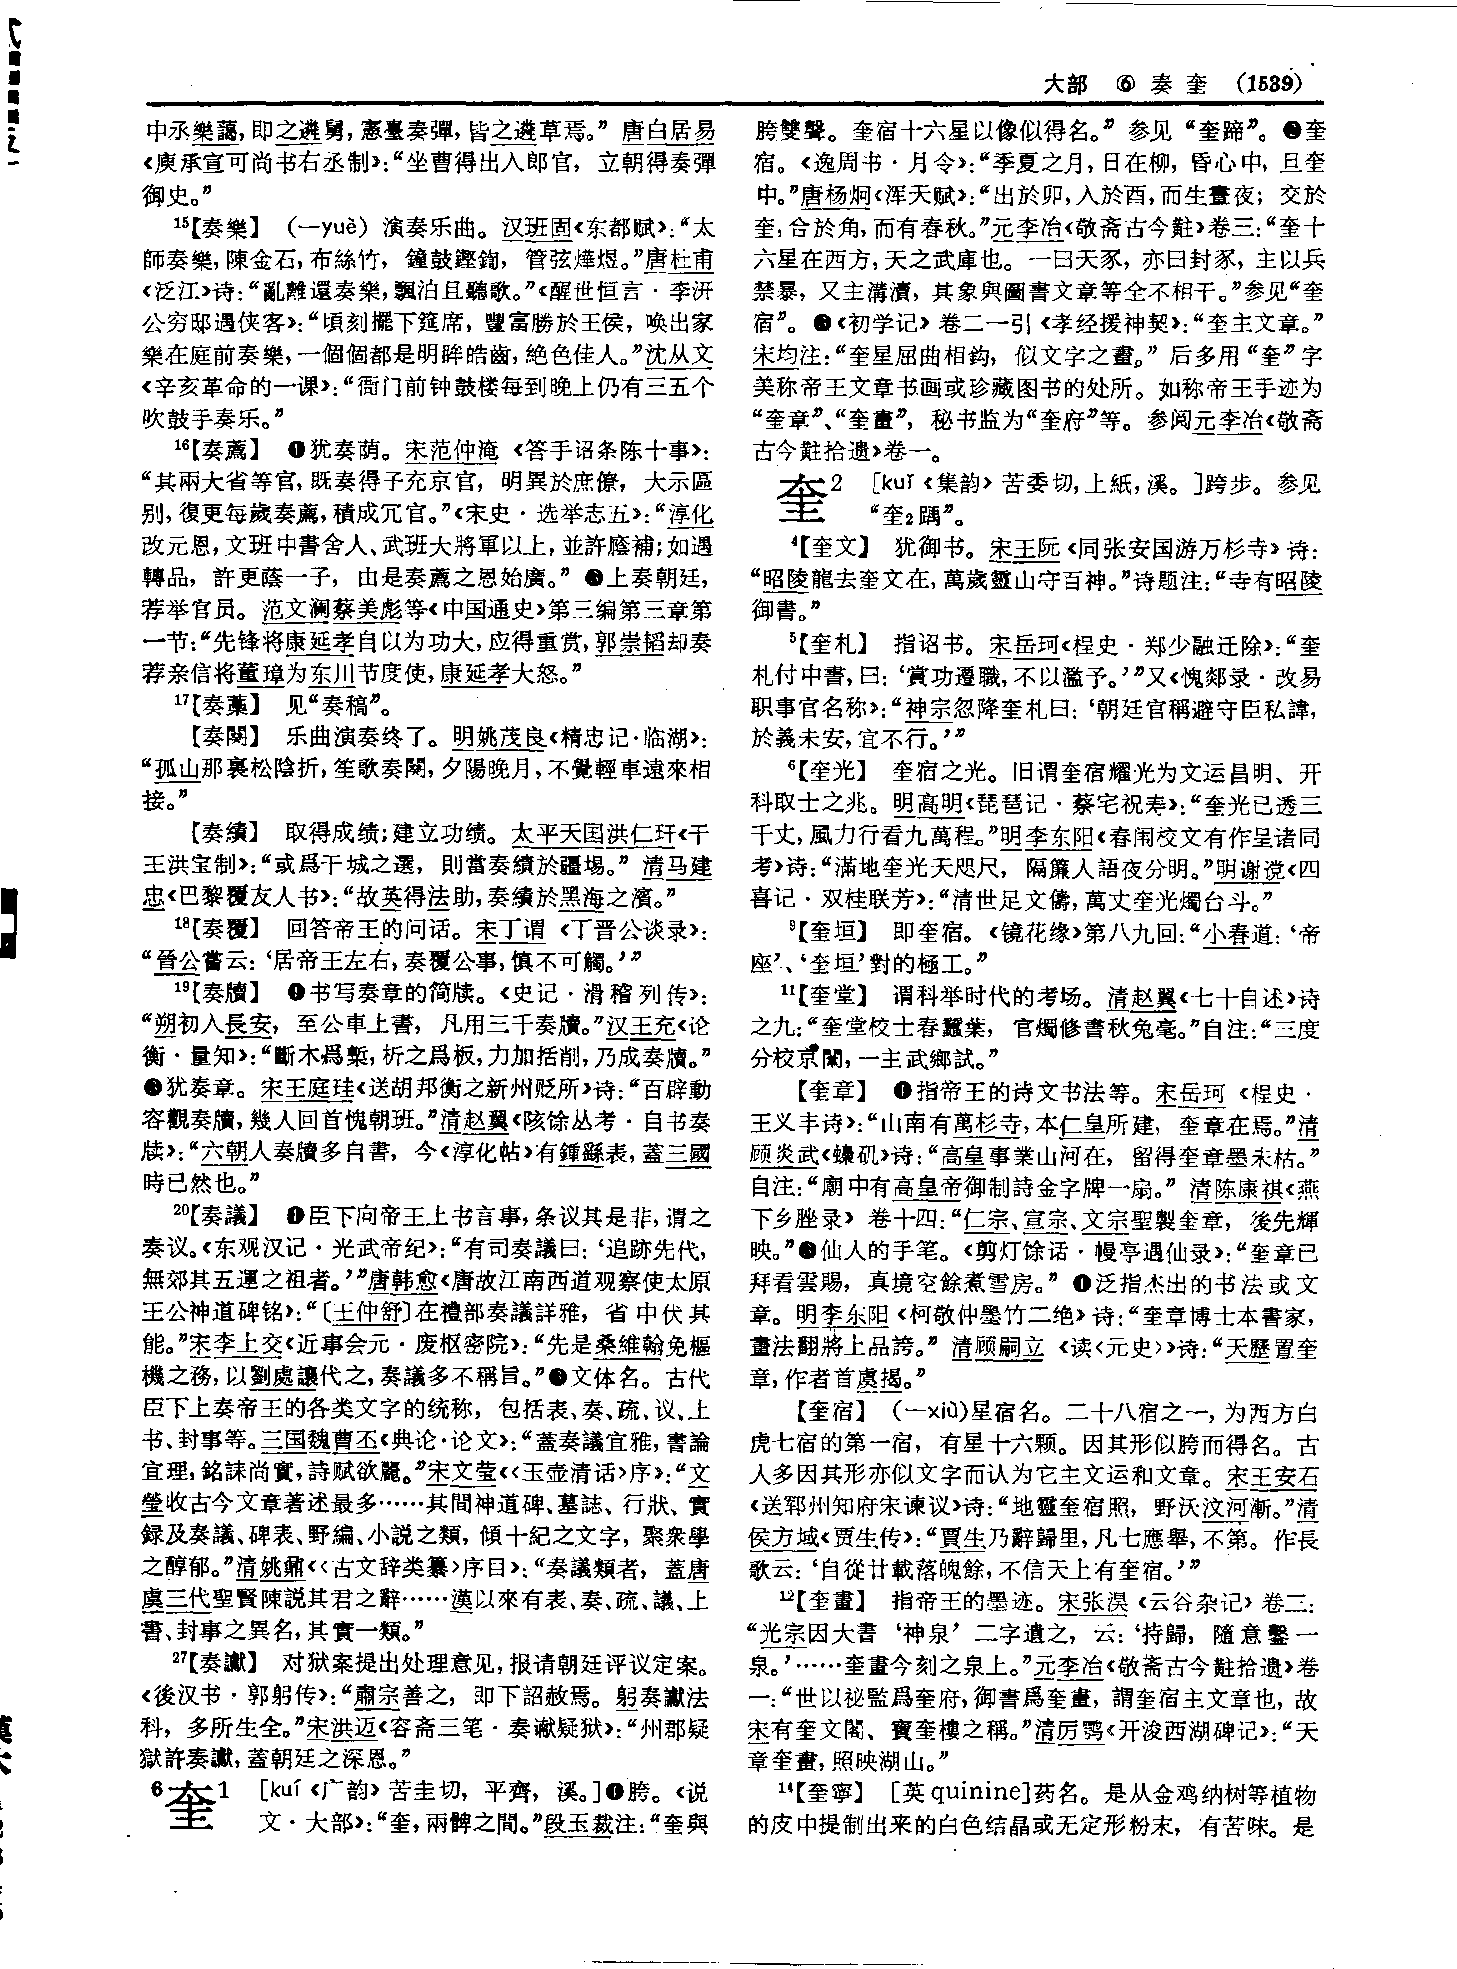 大部 ⑥ 奏 奎 (1539)
中丞樂藹,即之遴舅,憲臺奏彈,皆之遴草焉。”唐白居易
《庾承宣可尚书右丞制》:“坐曹得出入郎官，立朝得奏彈
御史。”
15【奏樂】（一yuè）演奏乐曲。汉班固《东都赋》:“太
師奏樂,陳金石,布絲竹，鐘鼓鏗鍧，管弦燁煜。”唐杜甫
《泛江》诗:“亂離還奏樂,飄泊且聽歌。”《醒世恒言·李汧
公穷邸遇侠客》:“頃刻擺下筵席，豐富勝於王侯，唤出家
樂在庭前奏樂,一個個都是明眸皓齒,絶色佳人。”沈从文
《辛亥革命的一课》:“衙门前钟鼓楼每到晚上仍有三五个
吹鼓手奏乐。”
16【奏薦】 ❶犹奏荫。宋范仲淹《答手诏条陈十事》:
“其兩大省等官,既奏得子充京官，明異於庶僚，大示區
别,復更每歲奏薦,積成冗官。”《宋史·选举志五》:“淳化
改元恩,文班中書舍人、武班大將軍以上,並許廕補;如遇
轉品，許更蔭一子，由是奏薦之恩始廣。”❷上奏朝廷，
荐举官员。范文澜蔡美彪等《中国通史》第三编第三章第
一节:“先锋将康延孝自以为功大,应得重赏,郭崇韬却奏
荐亲信将董璋为东川节度使,康延孝大怒。”
17【奏藁】 见“奏稿”。
【奏闋】 乐曲演奏终了。明姚茂良《精忠记·临湖》:
“孤山那裏松陰折,笙歌奏闋,夕陽晚月,不覺輕車遠來相
接。”
【奏績】 取得成绩;建立功绩。太平天囯洪仁玕《干
王洪宝制》:“或爲干城之選，則當奏績於疆埸。”清马建
忠《巴黎覆友人书》:“故英得法助,奏績於黑海之濱。”
18【奏覆】 回答帝王的问话。宋丁谓《丁晋公谈录》:
“晉公嘗云:‘居帝王左右,奏覆公事,慎不可觸。’”
19【奏牘】 ❶书写奏章的简牍。《史记·滑稽列传》:
“朔初入長安，至公車上書，凡用三千奏牘。”汉王充《论
衡·量知》:“斷木爲槧,㭊之爲板,力加括削,乃成奏牘。”
❷犹奏章。宋王庭珪《送胡邦衡之新州贬所》诗:“百辟動
容觀奏牘,幾人回首愧朝班。”清赵翼《陔馀丛考·自书奏
牍》:“六朝人奏牘多自書，今《淳化帖》有鍾繇表,蓋三國
時已然也。”
20【奏議】 ❶臣下向帝王上书言事,条议其是非,谓之
奏议。《东观汉记·光武帝纪》:“有司奏議曰:‘追跡先代,
無郊其五運之祖者。’”唐韩愈《唐故江南西道观察使太原
王公神道碑铭》:“〔王仲舒〕在禮部奏議詳雅，省中伏其
能。”宋李上交《近事会元·废枢密院》:“先是桑維翰免樞
機之務,以劉處讓代之,奏議多不稱旨。”❷文体名。古代
臣下上奏帝王的各类文字的统称，包括表、奏、疏、议、上
书、封事等。三国魏曹丕《典论·论文》:“蓋奏議宜雅,書論
宜理,銘誄尚實,詩賦欲麗。”宋文莹《〈玉壶清话〉序》:“文
瑩收古今文章著述最多……其間神道碑、墓誌、行狀、實
録及奏議、碑表、野編、小説之類，傾十紀之文字，聚衆學
之醇郁。”清姚鼐《〈古文辞类纂〉序目》:“奏議類者，蓋唐
虞三代聖賢陳説其君之辭……漢以來有表、奏、疏、議、上
書、封事之異名,其實一類。”
27【奏讞】 对狱案提出处理意见,报请朝廷评议定案。
《後汉书·郭躬传》:“肅宗善之，即下詔赦焉。躬奏讞法
科，多所生全。”宋洪迈《容斋三笔·奏谳疑狱》:“州郡疑
獄許奏讞,蓋朝廷之深恩。”
6奎1 [kuí《广韵》苦圭切，平齊，溪。]❶胯。《说
文·大部》:“奎,兩髀之間。”段玉裁注:“奎與
胯雙聲。奎宿十六星以像似得名。”参见“奎蹄”。❷奎
宿。《逸周书·月令》:“季夏之月,日在柳，昏心中，旦奎
中。”唐杨炯《浑天赋》:“出於卯,入於酉,而生晝夜；交於
奎,合於角,而有春秋。”元李冶《敬斋古今黈》卷三:“奎十
六星在西方,天之武庫也。一曰天豕，亦曰封豕，主以兵
禁暴，又主溝瀆，其象與圖書文章等全不相干。”参见“奎
宿”。❸《初学记》卷二一引《孝经援神契》:“奎主文章。”
宋均注:“奎星屈曲相鈎，似文字之畫。”后多用“奎”字
美称帝王文章书画或珍藏图书的处所。如称帝王手迹为
“奎章”、“奎畫”，秘书监为“奎府”等。参阅元李冶《敬斋
古今黈拾遗》卷一。
奎2 [kuǐ《集韵》苦委切,上紙,溪。]跨步。参见
“奎2踽”。
4【奎文】 犹御书。宋王阮《同张安国游万杉寺》诗:
“昭陵龍去奎文在,萬歲靈山守百神。”诗题注:“寺有昭陵
御書。”
5【奎札】 指诏书。宋岳珂《桯史·郑少融迁除》:“奎
札付中書,曰:‘賞功遷職,不以濫予。’”又《愧郯录·改易
职事官名称》:“神宗忽降奎札曰:‘朝廷官稱避守臣私諱，
於義未安,宜不行。’”
6【奎光】 奎宿之光。旧谓奎宿耀光为文运昌明、开
科取士之兆。明高明《琵琶记·蔡宅祝寿》:“奎光已透三
千丈,風力行看九萬程。”明李东阳《春闱校文有作呈诸同
考》诗:“滿地奎光天咫尺，隔簾人語夜分明。”明谢谠《四
喜记·双桂联芳》:“清世足文儔,萬丈奎光燭台斗。”
9【奎垣】 即奎宿。《镜花缘》第八九回:“小春道:‘帝
座’、‘奎垣’對的極工。”
11【奎堂】 谓科举时代的考场。清赵翼《七十自述》诗
之九:“奎堂校士春蠶葉，官燭修書秋兔毫。”自注:“三度
分校京闈,一主武鄉試。”
【奎章】 ❶指帝王的诗文书法等。宋岳珂《桯史·
王义丰诗》:“山南有萬杉寺,本仁皇所建，奎章在焉。”清
顾炎武《蟂矶》诗:“高皇事業山河在，留得奎章墨未枯。”
自注:“廟中有高皇帝御制詩金字牌一扇。”清陈康祺《燕
下乡脞录》卷十四:“仁宗、宣宗、文宗聖製奎章，後先輝
映。”❷仙人的手笔。《剪灯馀话·幔亭遇仙录》:“奎章已
拜看雲賜，真境空餘煮雪房。”❸泛指杰出的书法或文
章。明李东阳《柯敬仲墨竹二绝》诗:“奎章博士本書家,
畫法翻將上品誇。”清顾嗣立《读〈元史〉》诗:“天歷置奎
章,作者首虞揭。”
【奎宿】（一xiù)星宿名。二十八宿之一,为西方白
虎七宿的第一宿，有星十六颗。因其形似胯而得名。古
人多因其形亦似文字而认为它主文运和文章。宋王安石
《送郓州知府宋谏议》诗:“地靈奎宿照，野沃汶河漸。”清
侯方域《贾生传》:“賈生乃辭歸里,凡七應舉,不第。作長
歌云:‘自從廿載落魄餘,不信天上有奎宿。’”
12【奎畫】 指帝王的墨迹。宋张淏《云谷杂记》卷三:
“光宗因大書‘神泉’二字遺之，云:‘持歸，隨意鑿一
泉。’……奎畫今刻之泉上。”元李冶《敬斋古今黈拾遗》卷
一:“世以祕監爲奎府,御書爲奎畫，謂奎宿主文章也，故
宋有奎文閣、寶奎樓之稱。”清厉鹗《开浚西湖碑记》:“天
章奎畫,照映湖山。”
14【奎寧】 [英quinine]药名。是从金鸡纳树等植物
的皮中提制出来的白色结晶或无定形粉末，有苦味。是